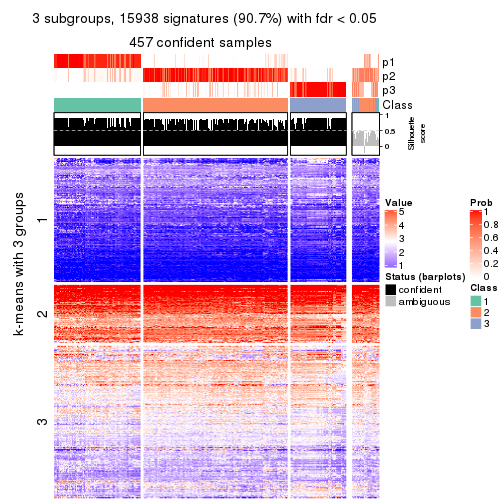 3 subgroups, 15938 signatures (90.7%) with fdr < 0.05
457 confident samples
p1
p2
p3
Class
1
0.5
0
Silhouette
score
k-means with 3 groups
1
2
3
Value
5
4
3
2
1
Status (barplots)
confident
ambiguous
Prob
1
0.8
0.6
0.4
0.2
0
Class
1
2
3